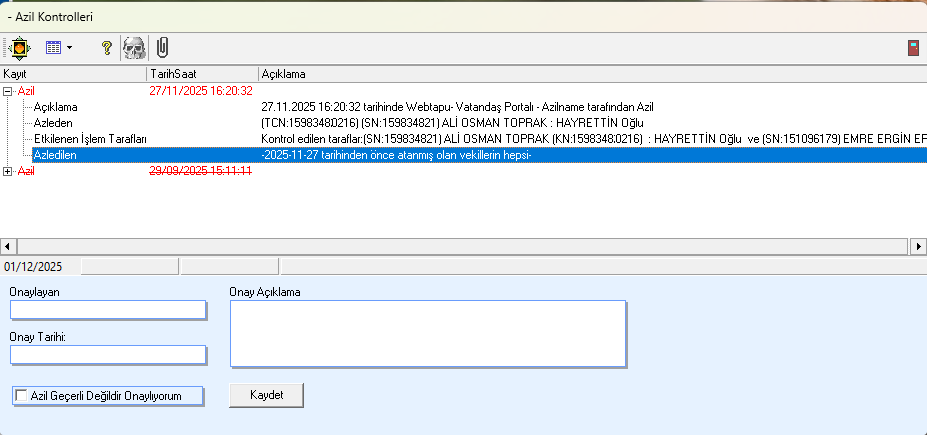 - Azil Kontrolleri
?
Kayıt TarihSaat Açıklama
Azil 27/11/2025 16:20:32
Açıklama 27.11.2025 16:20:32 tarihinde Webtapu- Vatandaş Portalı - Azilname tarafından Azil
Azleden (TCN:15983480216) (SN:159834821) ALİ OSMAN TOPRAK : HAYRETTİN Oğlu
Etkilenen İşlem Tarafları Kontrol edilen taraflar:(SN:159834821) ALİ OSMAN TOPRAK (KN:15983480216) : HAYRETTİN Oğlu ve (SN:151096179) EMRE ERGİN EF
Azledilen -2025-11-27 tarihinden önce atanmış olan vekillerin hepsi-
Azil 29/09/2025 15:11:11
01/12/2025
Onaylayan Onay Açıklama
Onay Tarihi:
Azil Geçerli Değildir Onaylıyorum Kaydet